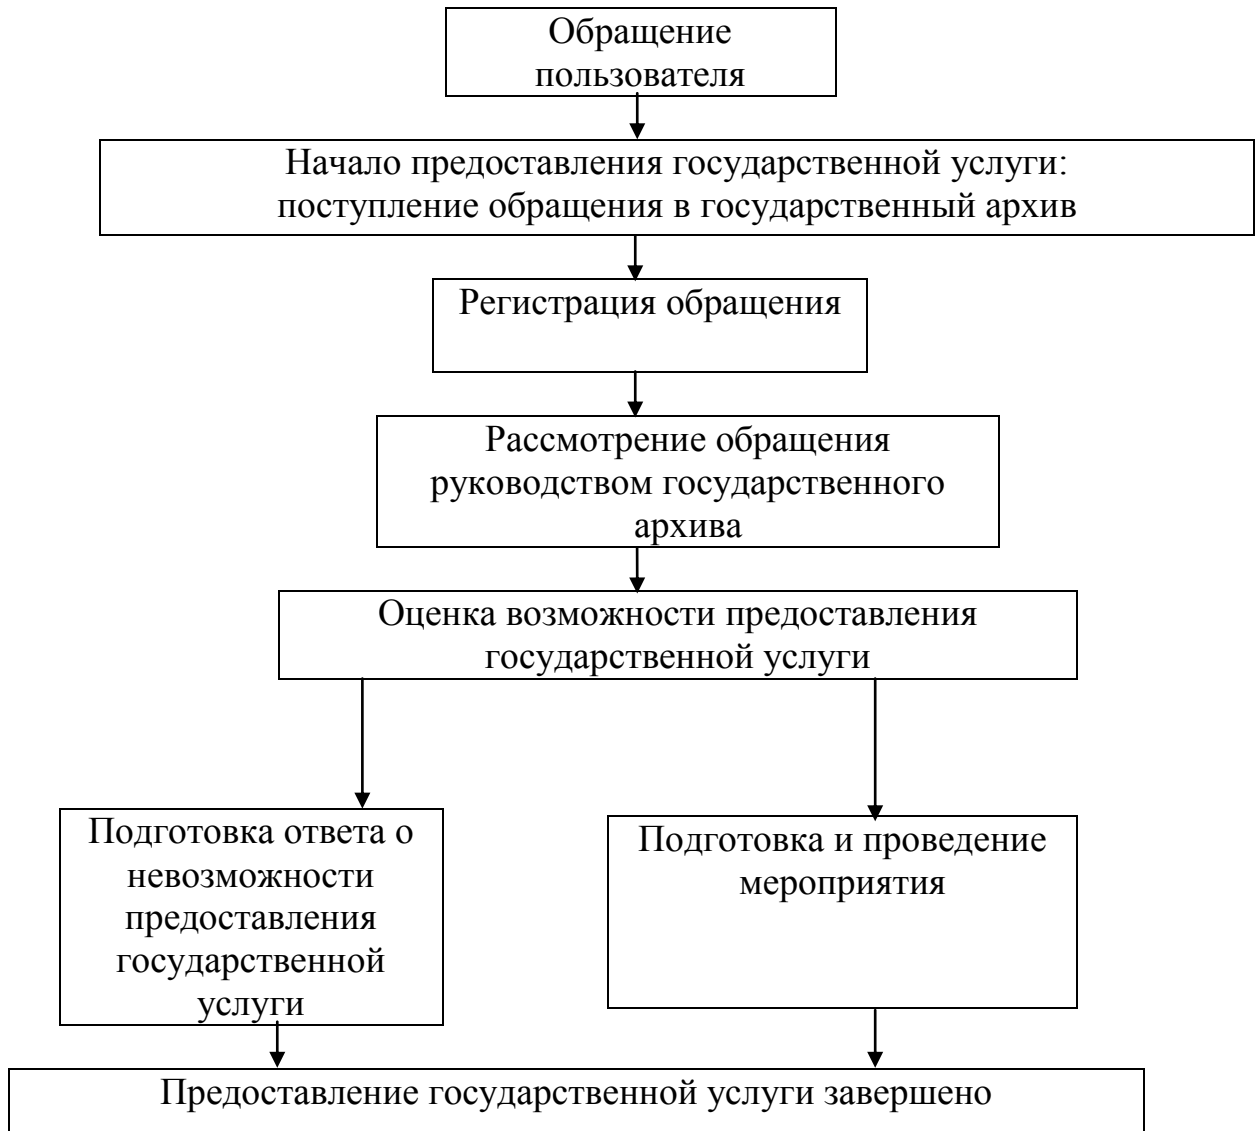 Обращение
пользователя
Начало предоставления государственной услуги:
поступление обращения в государственный архив
Регистрация обращения
Рассмотрение обращения
руководством государственного
архива
Оценка возможности предоставления
государственной услуги
Подготовка ответа о
невозможности
предоставления
государственной
услуги
Подготовка и проведение
мероприятия
Предоставление государственной услуги завершено